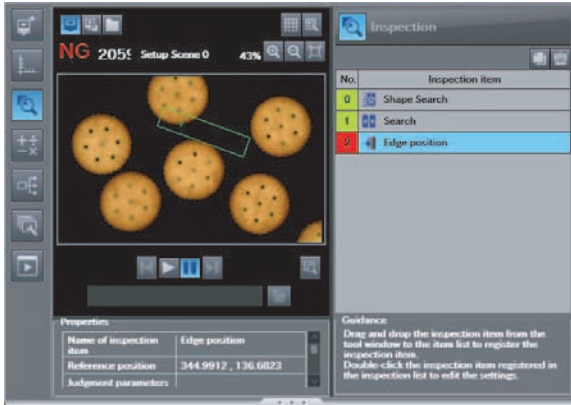 Inspection
NG 2059 Setup Scene 0 43%
No. Inspection item
0 Shape Search
1 Search
2 Edge position
Properties
Name of inspection item Edge position
Reference position 344.9912 , 136.6823
Judgment parameters
Guidance
Drag and drop the inspection item from the
tool window to the item list to register the
inspection item.
Double-click the inspection item registered in
the inspection list to edit the settings.